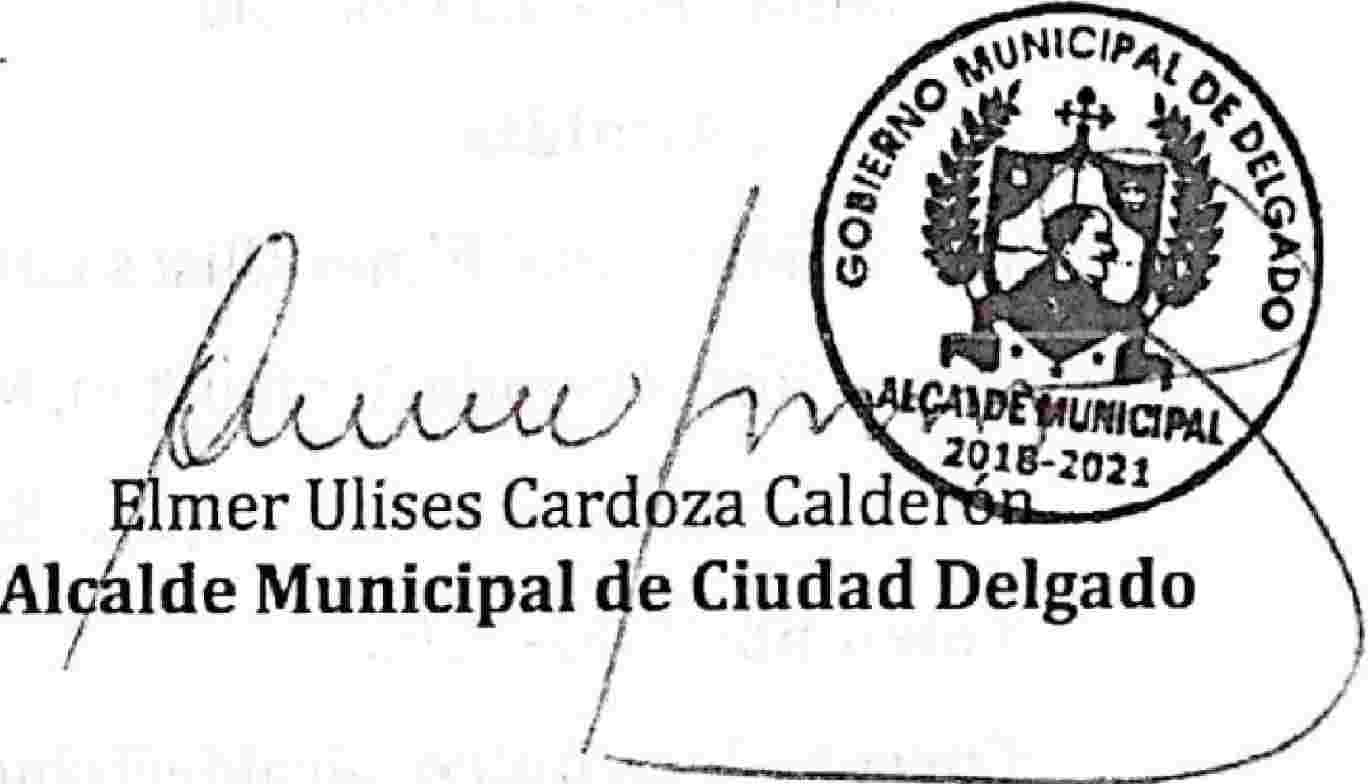 GOBIERNO MUNICIPAL DE DELGADO
ALCALDE MUNICIPAL
2018-2021
Elmer Ulises Cardoza Calderón
Alcalde Municipal de Ciudad Delgado